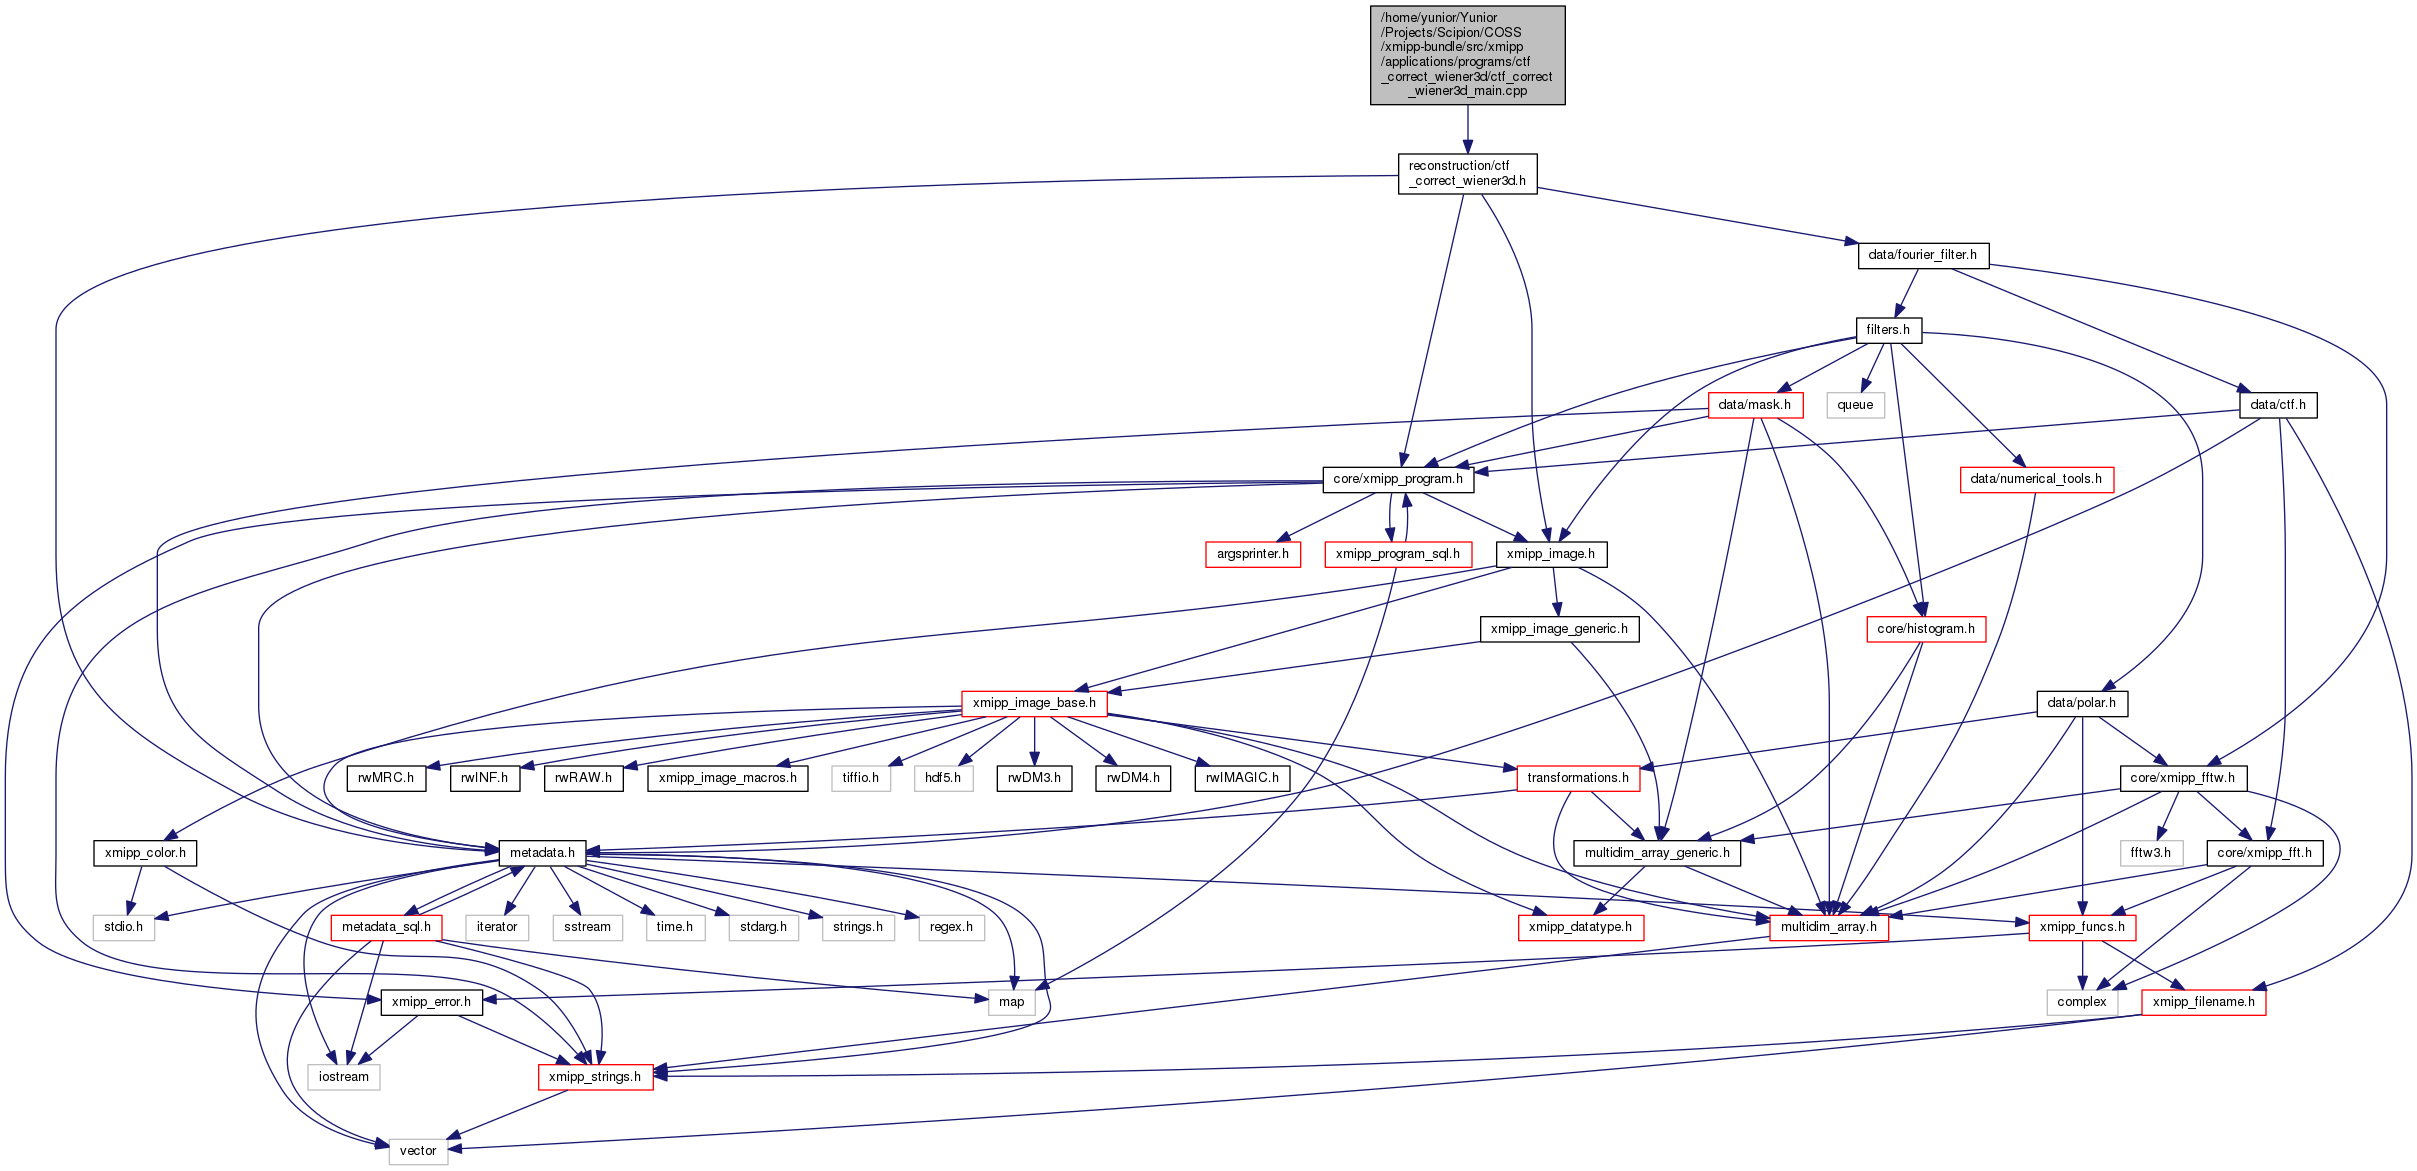 /home/yunior/Yunior
/Projects/Scipion/COSS
/xmipp-bundle/src/xmipp
/applications/programs/ctf
_correct_wiener3d/ctf_correct
_wiener3d_main.cpp
reconstruction/ctf
_correct_wiener3d.h
data/fourier_filter.h
filters.h
data/mask.h
queue
data/ctf.h
core/xmipp_program.h
data/numerical_tools.h
argsprinter.h
xmipp_program_sql.h
xmipp_image.h
xmipp_image_generic.h
core/histogram.h
xmipp_image_base.h
data/polar.h
rwMRC.h
rwINF.h
rwRAW.h
xmipp_image_macros.h
tiffio.h
hdf5.h
rwDM3.h
rwDM4.h
rwIMAGIC.h
transformations.h
core/xmipp_fftw.h
xmipp_color.h
metadata.h
multidim_array_generic.h
fftw3.h
core/xmipp_fft.h
stdio.h
metadata_sql.h
iterator
sstream
time.h
stdarg.h
strings.h
regex.h
xmipp_datatype.h
multidim_array.h
xmipp_funcs.h
xmipp_error.h
map
complex
xmipp_filename.h
iostream
xmipp_strings.h
vector